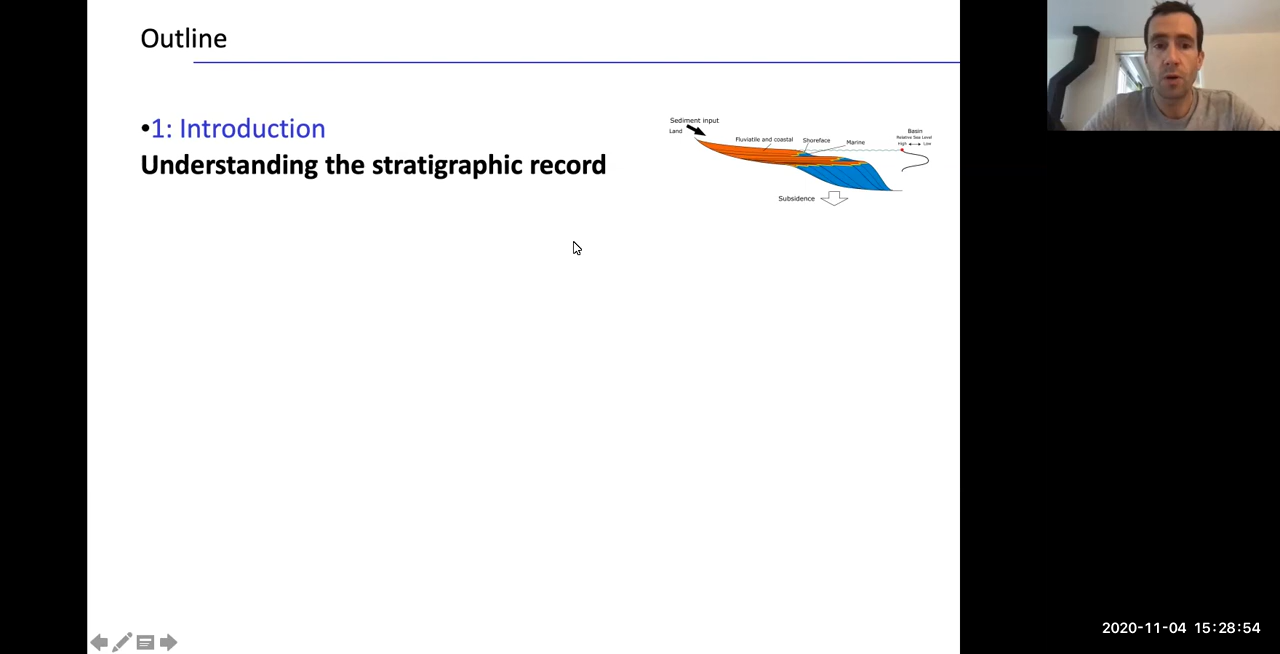 Outline
•1: Introduction
Understanding the stratigraphic record
Sediment input
Land
Fluviatile and coastal
Shoreface
Marine
Basin
Relative Sea Level
High
Low
Subsidence
2020-11-04 15:28:54